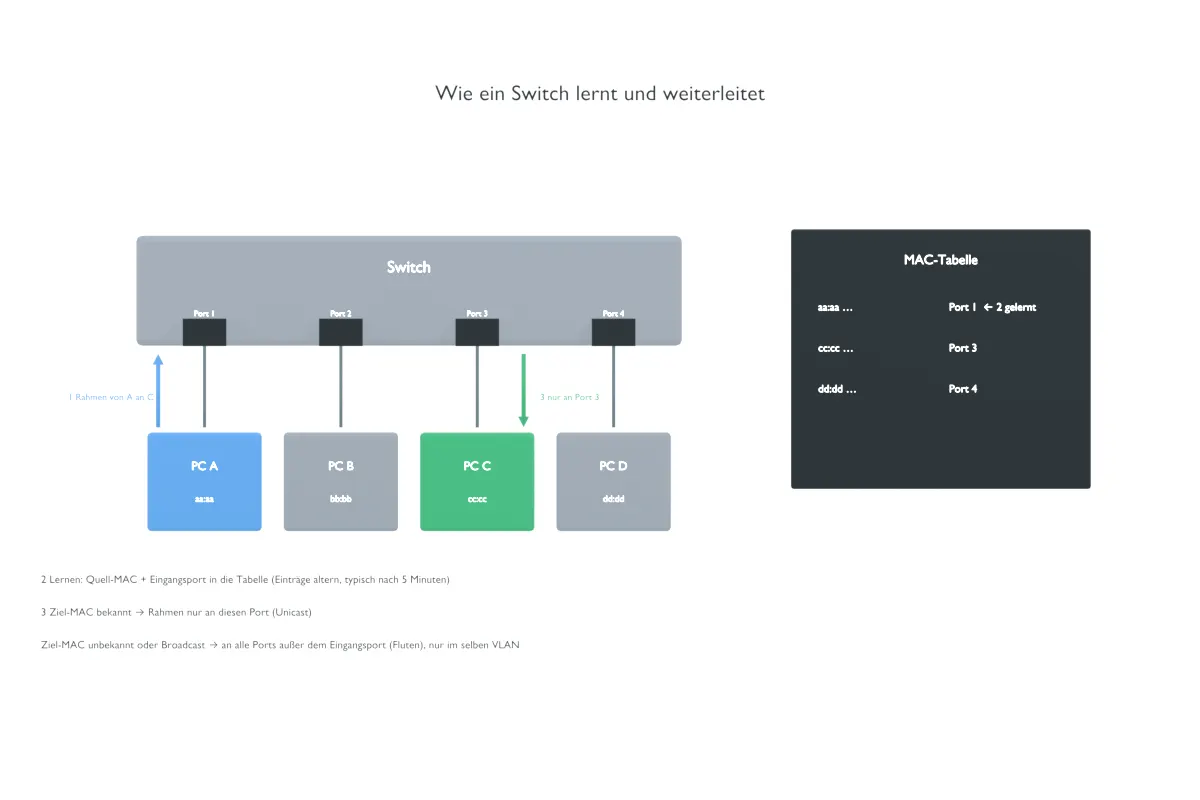 Wie ein Switch lernt und weiterleitet
Switch
Port 1
Port 2
Port 3
Port 4
1 Rahmen von A an C
3 nur an Port 3
PC A
aa:aa
PC B
bb:bb
PC C
cc:cc
PC D
dd:dd
MAC-Tabelle
aa:aa ... Port 1 ← 2 gelernt
cc:cc ... Port 3
dd:dd ... Port 4
2 Lernen: Quell-MAC + Eingangsport in die Tabelle (Einträge altern, typisch nach 5 Minuten)
3 Ziel-MAC bekannt → Rahmen nur an diesen Port (Unicast)
Ziel-MAC unbekannt oder Broadcast → an alle Ports außer dem Eingangsport (Fluten), nur im selben VLAN